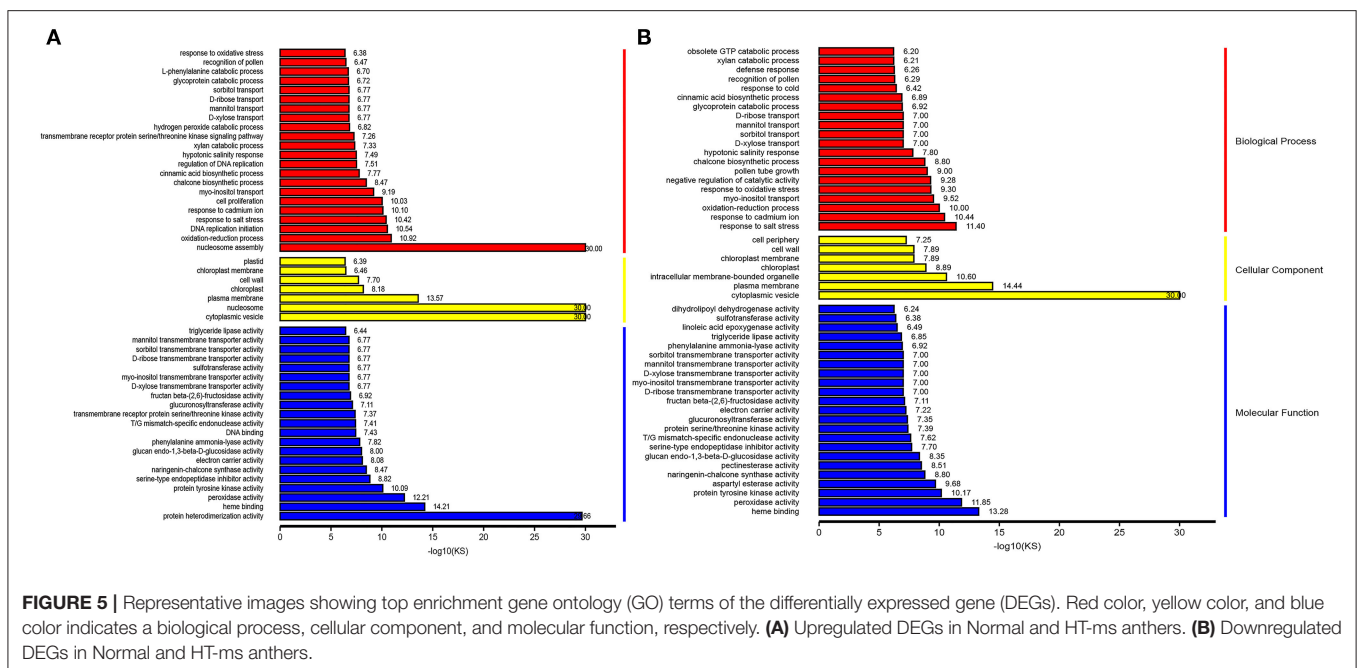 A
response to oxidative stress 6.38
recognition of pollen 6.47
L-phenylalanine catabolic process 6.70
glycoprotein catabolic process 6.72
sorbitol transport 6.77
D-ribose transport 6.77
mannitol transport 6.77
D-xylose transport 6.77
hydrogen peroxide catabolic process 6.82
transmembrane receptor protein serine/threonine kinase signaling pathway 7.26
xylan catabolic process 7.33
hypotonic salinity response 7.49
regulation of DNA replication 7.51
cinnamic acid biosynthetic process 7.77
chalcone biosynthetic process 8.47
myo-inositol transport 9.19
cell proliferation 10.03
response to cadmium ion 10.10
response to salt stress 10.42
DNA replication initiation 10.54
oxidation-reduction process 10.92
nucleosome assembly 30.00
plastid 6.39
chloroplast membrane 6.46
cell wall 7.70
chloroplast 8.18
plasma membrane 13.57
nucleosome 30.00
cytoplasmic vesicle 30.00
triglyceride lipase activity 6.44
mannitol transmembrane transporter activity 6.77
sorbitol transmembrane transporter activity 6.77
D-ribose transmembrane transporter activity 6.77
sulfotransferase activity 6.77
myo-inositol transmembrane transporter activity 6.77
D-xylose transmembrane transporter activity 6.77
fructan beta-(2,6)-fructosidase activity 6.92
glucuronosyltransferase activity 7.11
transmembrane receptor protein serine/threonine kinase activity 7.37
T/G mismatch-specific endonuclease activity 7.41
DNA binding 7.43
phenylalanine ammonia-lyase activity 7.82
glucan endo-1,3-beta-D-glucosidase activity 8.00
electron carrier activity 8.08
naringenin-chalcone synthase activity 8.47
serine-type endopeptidase inhibitor activity 8.82
protein tyrosine kinase activity 10.09
peroxidase activity 12.21
heme binding 14.21
protein heterodimerization activity 66
0 5 10 15 20 25 30
-log10(KS)
B
obsolete GTP catabolic process 6.20
xylan catabolic process 6.21
defense response 6.26
recognition of pollen 6.29
response to cold 6.42
cinnamic acid biosynthetic process 6.89
glycoprotein catabolic process 6.92
D-ribose transport 7.00
mannitol transport 7.00
sorbitol transport 7.00
D-xylose transport 7.00
hypotonic salinity response 7.80
chalcone biosynthetic process 8.80
pollen tube growth 9.00
negative regulation of catalytic activity 9.28
response to oxidative stress 9.30
myo-inositol transport 9.52
oxidation-reduction process 10.00
response to cadmium ion 10.44
response to salt stress 11.40
Biological Process
cell periphery 7.25
cell wall 7.89
chloroplast membrane 7.89
chloroplast 8.89
intracellular membrane-bounded organelle 10.60
plasma membrane 14.44
cytoplasmic vesicle 30.00
Cellular Component
dihydrolipoyl dehydrogenase activity 6.24
sulfotransferase activity 6.38
linoleic acid epoxygenase activity 6.49
triglyceride lipase activity 6.85
phenylalanine ammonia-lyase activity 6.92
sorbitol transmembrane transporter activity 7.00
mannitol transmembrane transporter activity 7.00
D-xylose transmembrane transporter activity 7.00
myo-inositol transmembrane transporter activity 7.00
D-ribose transmembrane transporter activity 7.00
fructan beta-(2,6)-fructosidase activity 7.11
electron carrier activity 7.22
glucuronosyltransferase activity 7.35
protein serine/threonine kinase activity 7.39
T/G mismatch-specific endonuclease activity 7.62
serine-type endopeptidase inhibitor activity 7.70
glucan endo-1,3-beta-D-glucosidase activity 8.35
pectinesterase activity 8.51
naringenin-chalcone synthase activity 8.80
aspartyl esterase activity 9.68
protein tyrosine kinase activity 10.17
peroxidase activity 11.85
heme binding 13.28
Molecular Function
0 5 10 15 20 25 30
-log10(KS)
FIGURE 5 | Representative images showing top enrichment gene ontology (GO) terms of the differentially expressed gene (DEGs). Red color, yellow color, and blue
color indicates a biological process, cellular component, and molecular function, respectively. (A) Upregulated DEGs in Normal and HT-ms anthers. (B) Downregulated
DEGs in Normal and HT-ms anthers.